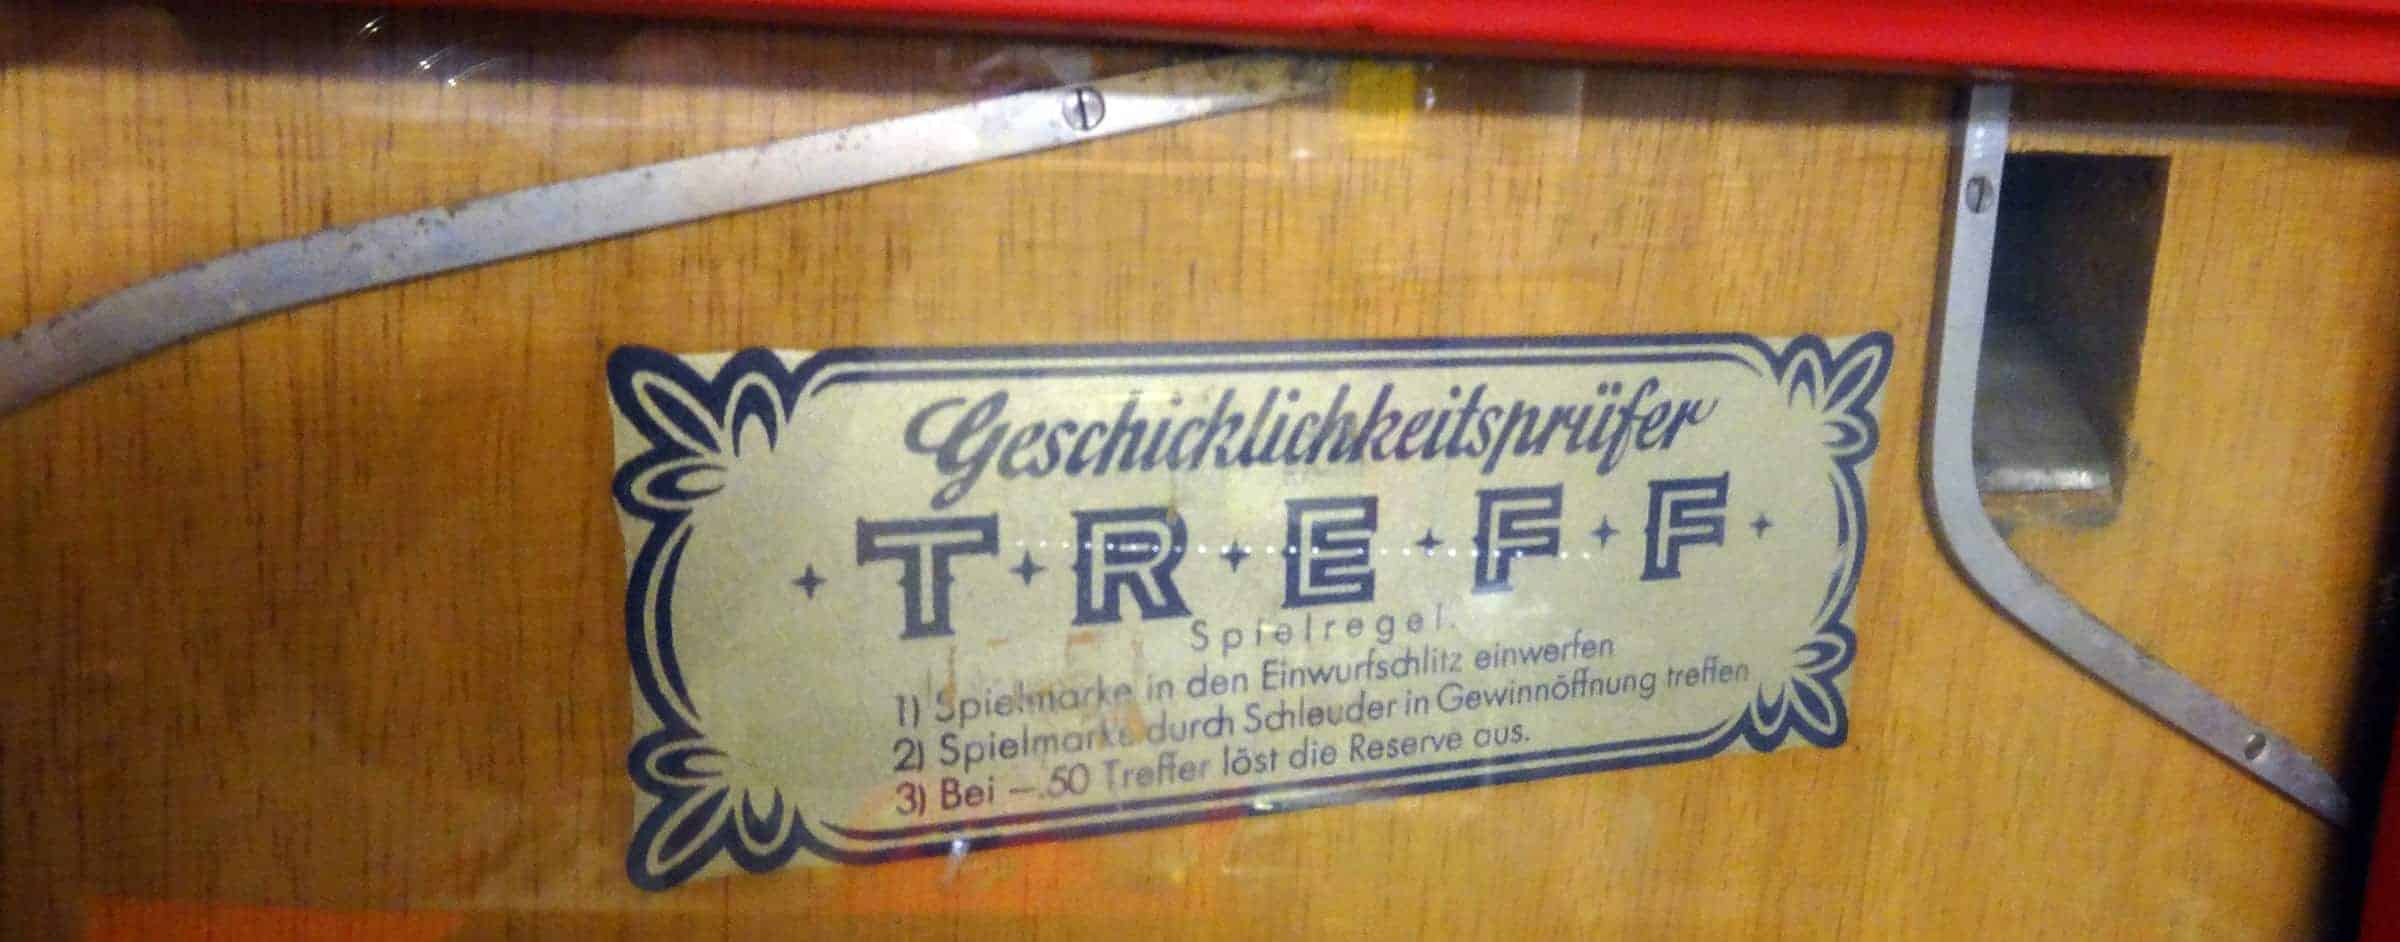 Geschicklichkeitsprüfer
TREFF
Spielregel:
1) Spielmarke in den Einwurfschlitz einwerfen
2) Spielmarke durch Schleuder in Gewinnöffnung treffen
3) Bei —.50 Treffer löst die Reserve aus.